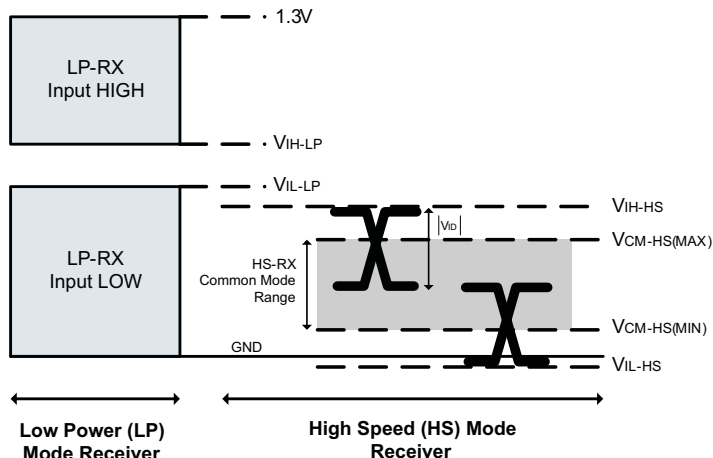 1.3V
LP-RX
Input HIGH
VIH-LP
VIL-LP
VIH-HS
|VID|
VCM-HS(MAX)
LP-RX
Input LOW
HS-RX
Common Mode
Range
VCM-HS(MIN)
GND
VIL-HS
Low Power (LP)
Mode Receiver
High Speed (HS) Mode
Receiver